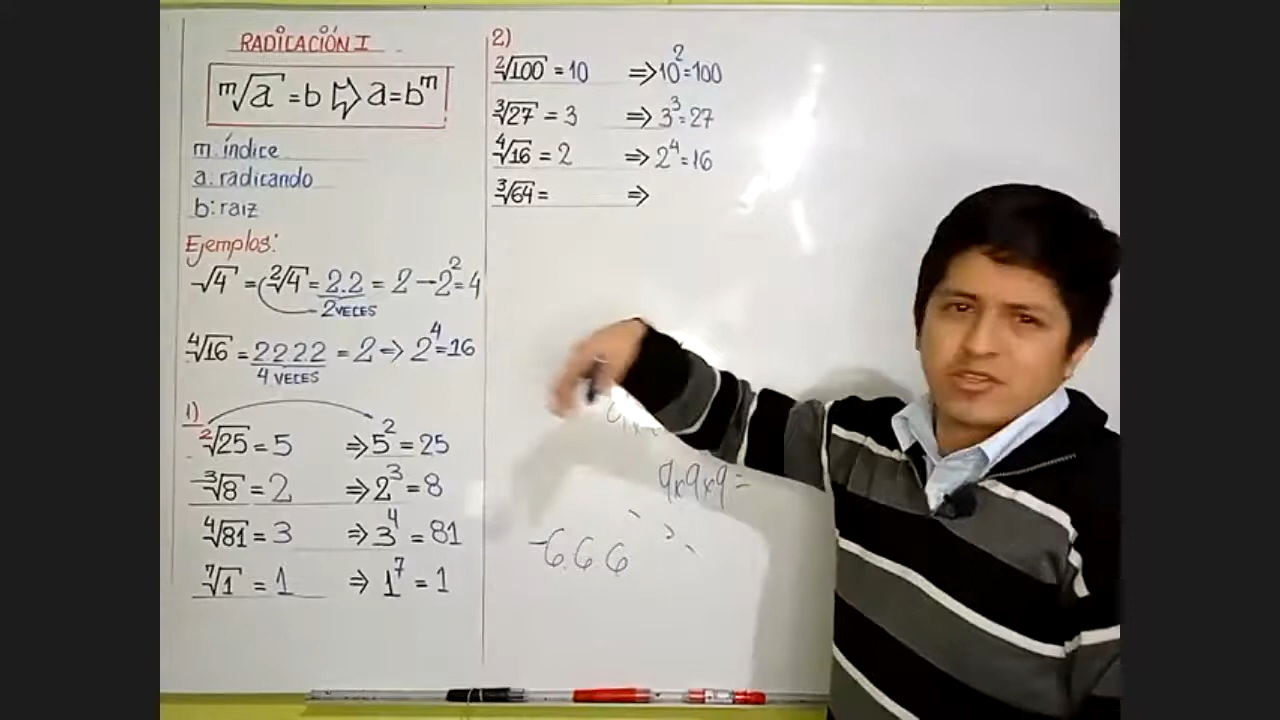 RADICACIÓN I
ᵐ√a = b ⇨ a = bᵐ
m: índice
a: radicando
b: raiz
Ejemplos:
√4 = ²√4 = 2.2 = 2 → 2² = 4
2 VECES
⁴√16 = 2222 = 2 ⇒ 2⁴ = 16
4 VECES
1)
²√25 = 5 ⇒ 5² = 25
³√8 = 2 ⇒ 2³ = 8
⁴√81 = 3 ⇒ 3⁴ = 81
⁷√1 = 1 ⇒ 1⁷ = 1
2)
²√100 = 10 ⇒ 10² = 100
³√27 = 3 ⇒ 3³ = 27
⁴√16 = 2 ⇒ 2⁴ = 16
³√64 = ⇒
9x9x9=
666